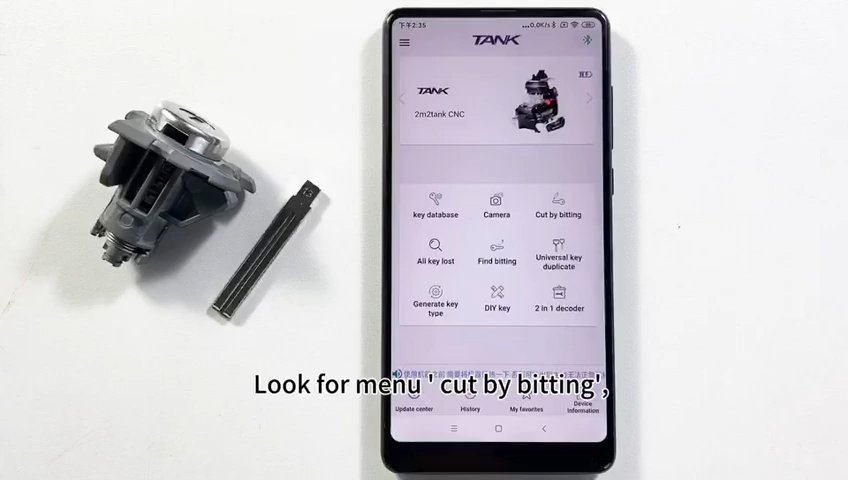 下午2:35
...0.0K/s
TANK
TANK
2m2tank CNC
key database
Camera
Cut by bitting
All key lost
Find bitting
Universal key
duplicate
Generate key
type
DIY key
2 in 1 decoder
Look for menu ' cut by bitting',
Update center
History
My favorites
Device
Information